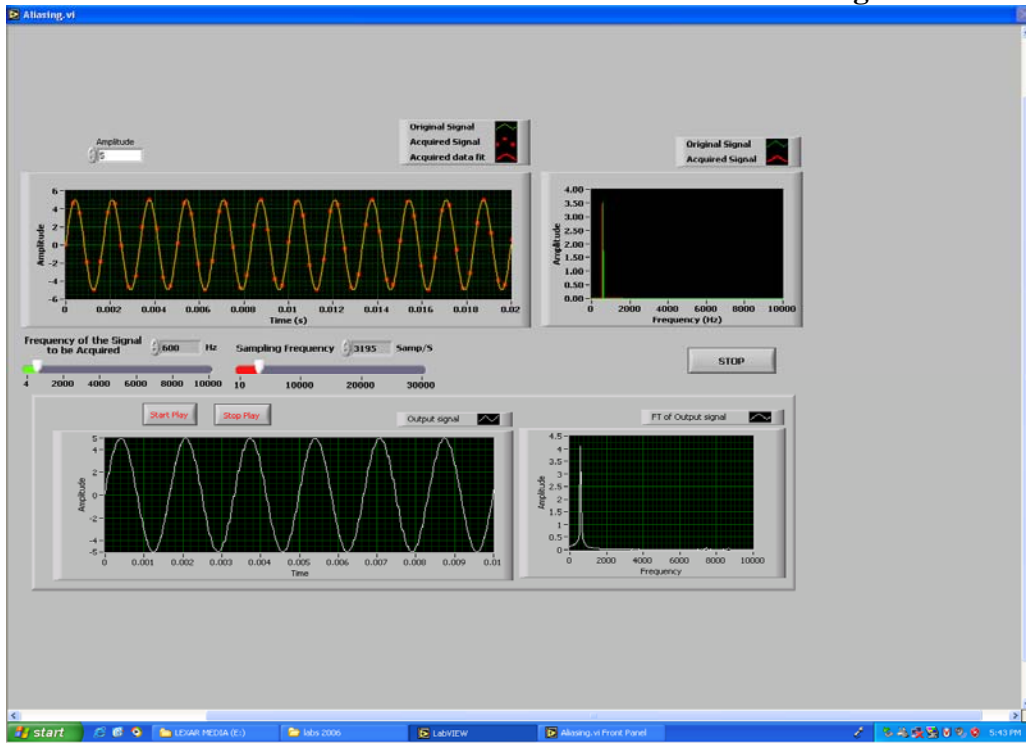 Aliasing.vi
Amplitude
5
Original Signal
Acquired Signal
Acquired data fit
Original Signal
Acquired Signal
Amplitude
6
4
2
0
-2
-4
-6
0 0.002 0.004 0.006 0.008 0.01 0.012 0.014 0.016 0.018 0.02
Time (s)
Amplitude
4.00
3.50
3.00
2.50
2.00
1.50
1.00
0.50
0.00
0 2000 4000 6000 8000 10000
Frequency (Hz)
Frequency of the Signal
to be Acquired
600 Hz
Sampling Frequency 3195 Samp/S
4 2000 4000 6000 8000 10000
10 10000 20000 30000
STOP
Start Play
Stop Play
Output signal
FT of Output signal
Amplitude
5
4
2
0
-2
-4
-5
0 0.001 0.002 0.003 0.004 0.005 0.006 0.007 0.008 0.009 0.01
Time
Amplitude
4.5
4
3.5
3
2.5
2
1.5
1
0.5
0
0 2000 4000 6000 8000 10000
Frequency
start
LEXAR MEDIA (E:)
labs 2006
LabVIEW
Aliasing.vi Front Panel
5:43 PM